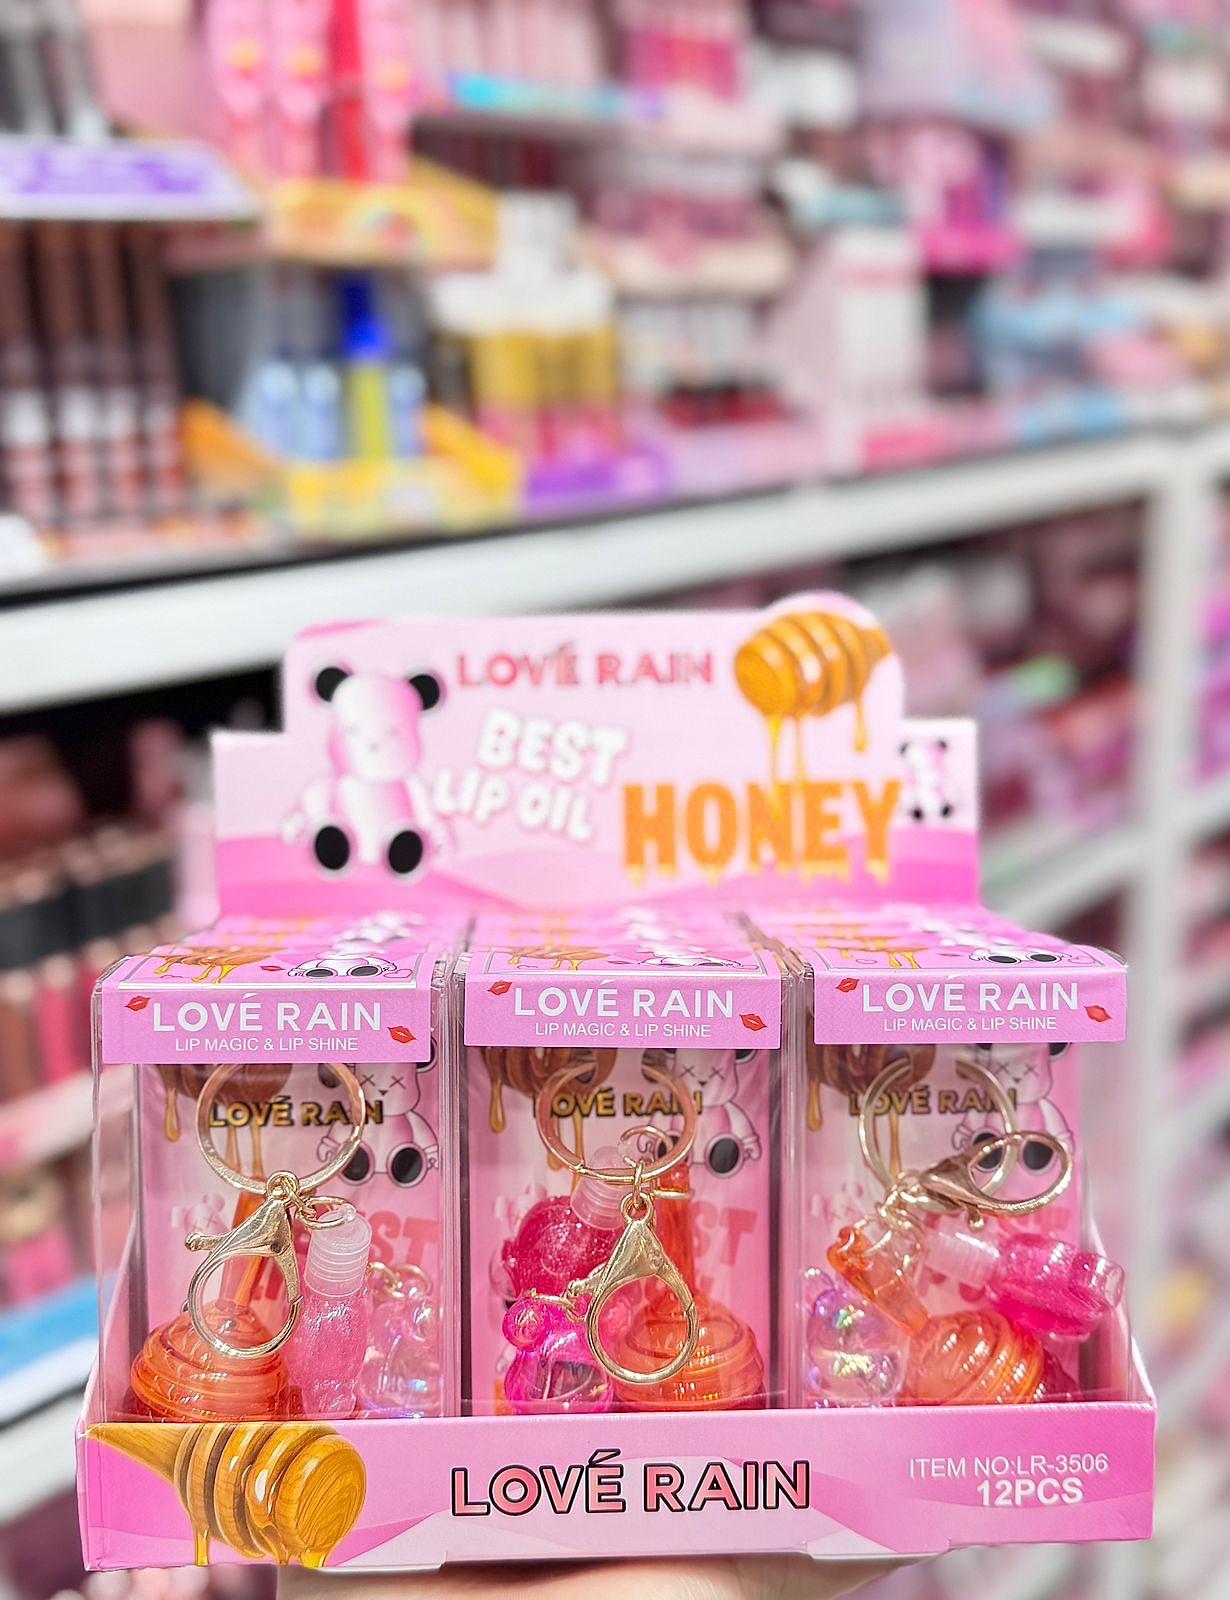 LOVÉ RAIN
BEST
LIP OIL
HONEY
LOVÉ RAIN
LIP MAGIC & LIP SHINE
LOVÉ RAIN
LIP MAGIC & LIP SHINE
LOVÉ RAIN
LIP MAGIC & LIP SHINE
LOVÉ RAIN
LOVÉ RAIN
LOVÉ RAIN
LOVÉ RAIN
ITEM NO:LR-3506
12PCS